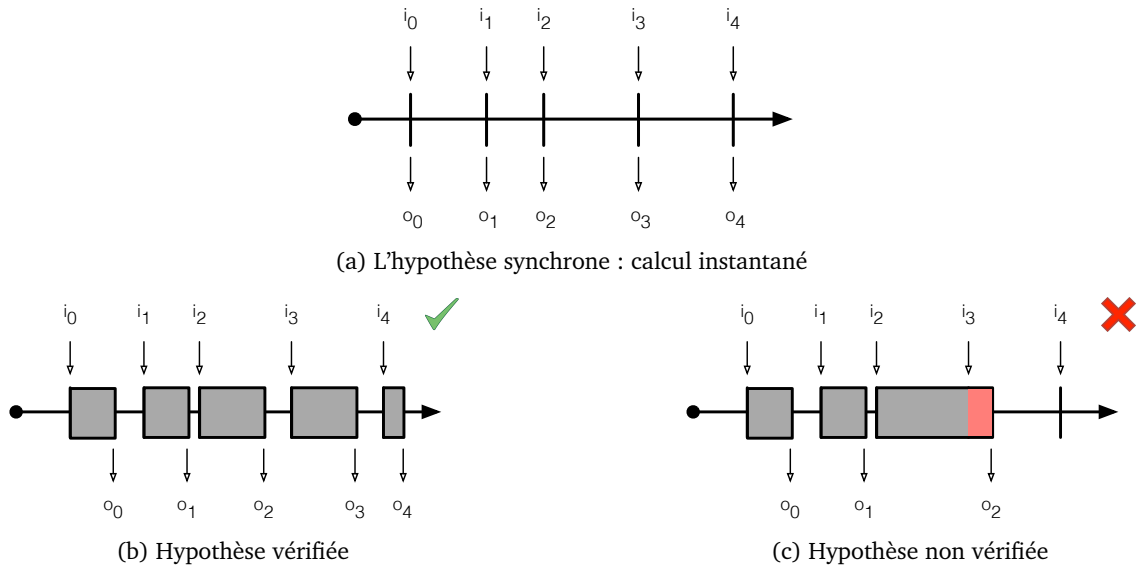 i0 i1 i2 i3 i4
o0 o1 o2 o3 o4
(a) L'hypothèse synchrone : calcul instantané
i0 i1 i2 i3 i4
o0 o1 o2 o3 o4
(b) Hypothèse vérifiée
i0 i1 i2 i3 i4
o0 o1 o2
(c) Hypothèse non vérifiée